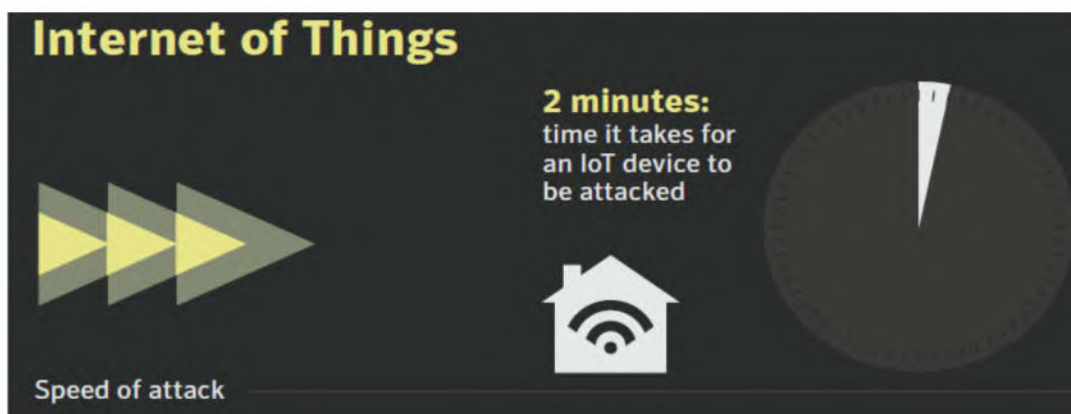 Internet of Things
2 minutes:
time it takes for
an IoT device to
be attacked
Speed of attack